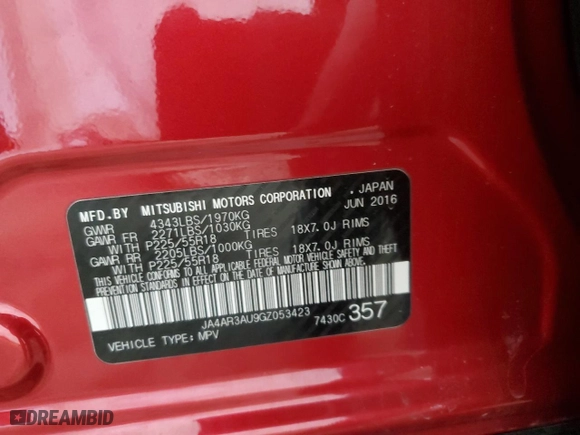 MFD.BY MITSUBISHI MOTORS CORPORATION . JAPAN
GVWR 4343LBS/1970KG JUN 2016
GAWR FR 2271LBS/1030KG
WITH P225/55R18 TIRES 18X7.0J RIMS
GAWR RR 2205LBS/1000KG
WITH P225/55R18 TIRES 18X7.0J RIMS
THIS VEHICLE CONFORMS TO ALL APPLICABLE FEDERAL MOTOR VEHICLE SAFETY AND THEFT PREVENTION STANDARDS IN EFFECT ON THE DATE OF MANUFACTURE SHOWN ABOVE.
JA4AR3AU9GZ053423 7430C 357
VEHICLE TYPE: MPV
DREAMBID